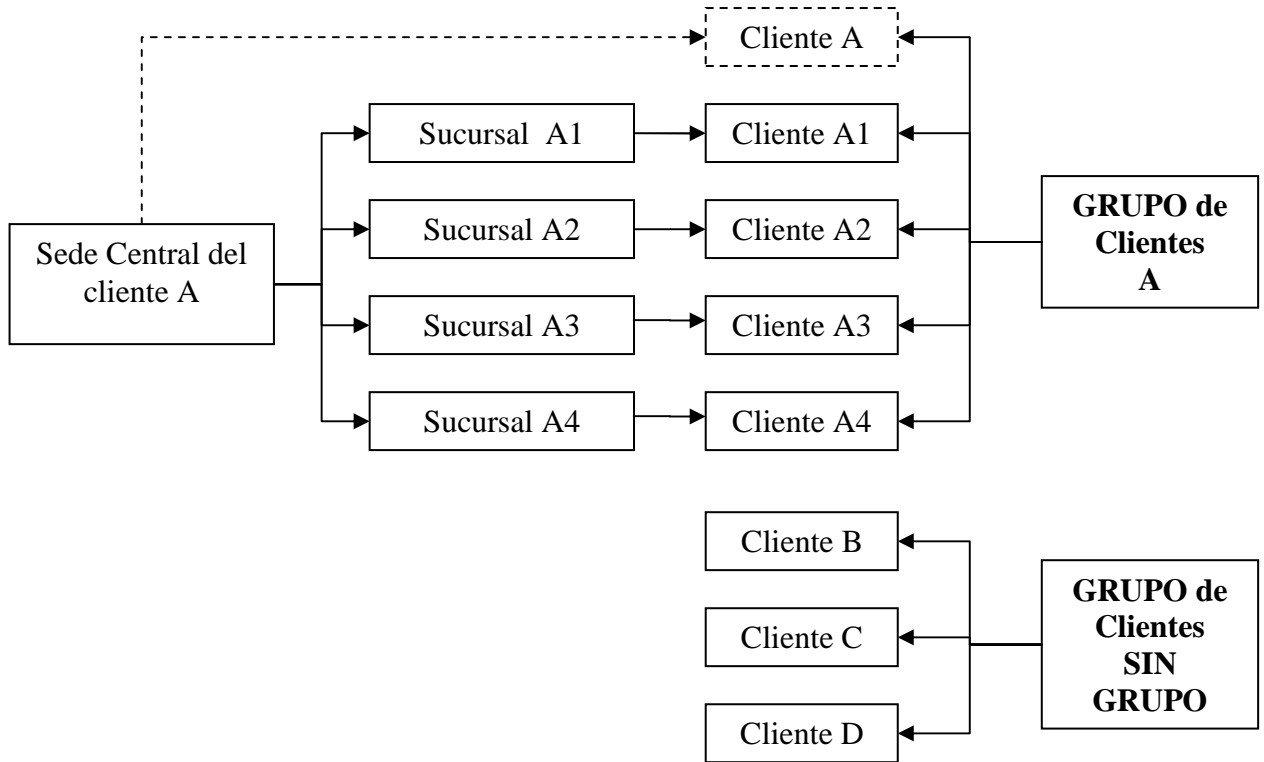 Cliente A
Sucursal A1
Cliente A1
Sucursal A2
Cliente A2
Sede Central del
cliente A
Sucursal A3
Cliente A3
Sucursal A4
Cliente A4
GRUPO de
Clientes
A
Cliente B
Cliente C
Cliente D
GRUPO de
Clientes
SIN
GRUPO